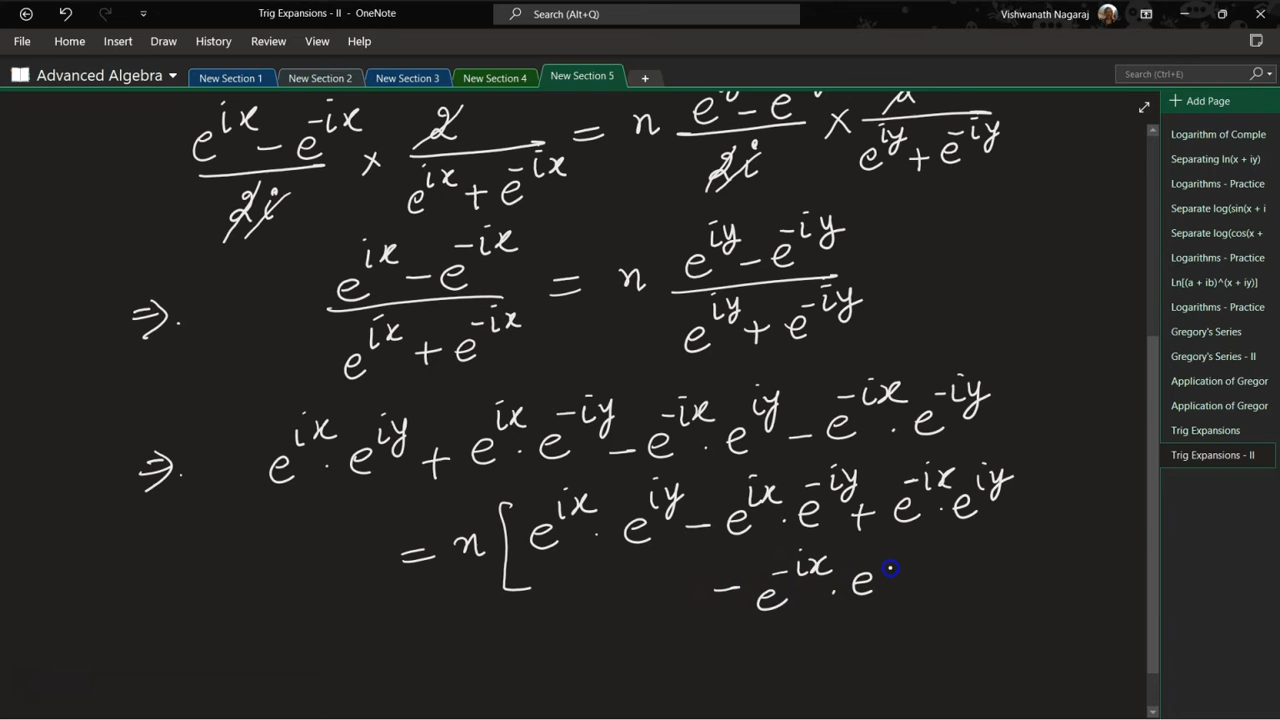 Trig Expansions - II - OneNote
Search (Alt+Q)
Vishwanath Nagaraj
File Home Insert Draw History Review View Help
Advanced Algebra
New Section 1 New Section 2 New Section 3 New Section 4 New Section 5 +
Search (Ctrl+E)
Add Page
Logarithm of Comple
Separating ln(x + iy)
Logarithms - Practice
Separate log(sin(x + i
Separate log(cos(x +
Logarithms - Practice
Ln[(a + ib)^(x + iy)]
Logarithms - Practice
Gregory's Series
Gregory's Series - II
Application of Gregor
Application of Gregor
Trig Expansions
Trig Expansions - II
(e^{ix} - e^{-ix})/(2i) × 2/(e^{ix} + e^{-ix}) = n (e^{iy} - e^{-iy})/(2i) × 2/(e^{iy} + e^{-iy})
⇒. (e^{ix} - e^{-ix})/(e^{ix} + e^{-ix}) = n (e^{iy} - e^{-iy})/(e^{iy} + e^{-iy})
⇒. e^{ix} · e^{iy} + e^{ix} · e^{-iy} - e^{-ix} · e^{iy} - e^{-ix} · e^{-iy}
= n [ e^{ix} · e^{iy} - e^{ix} · e^{-iy} + e^{-ix} · e^{iy}
- e^{-ix} · e